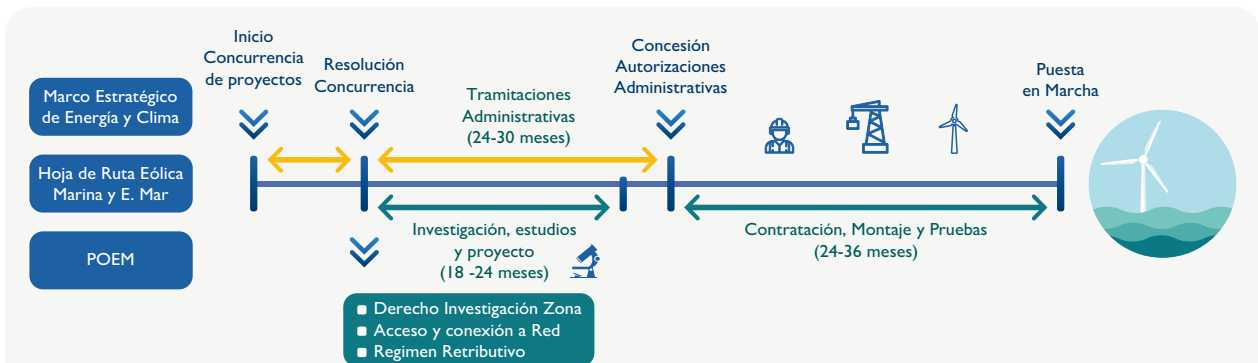 Marco Estratégico
de Energía y Clima
Hoja de Ruta Eólica
Marina y E. Mar
POEM
Inicio
Concurrencia
de proyectos
Resolución
Concurrencia
Tramitaciones
Administrativas
(24-30 meses)
Concesión
Autorizaciones
Administrativas
Puesta
en Marcha
Investigación, estudios
y proyecto
(18 -24 meses)
Contratación, Montaje y Pruebas
(24-36 meses)
Derecho Investigación Zona
Acceso y conexión a Red
Regimen Retributivo